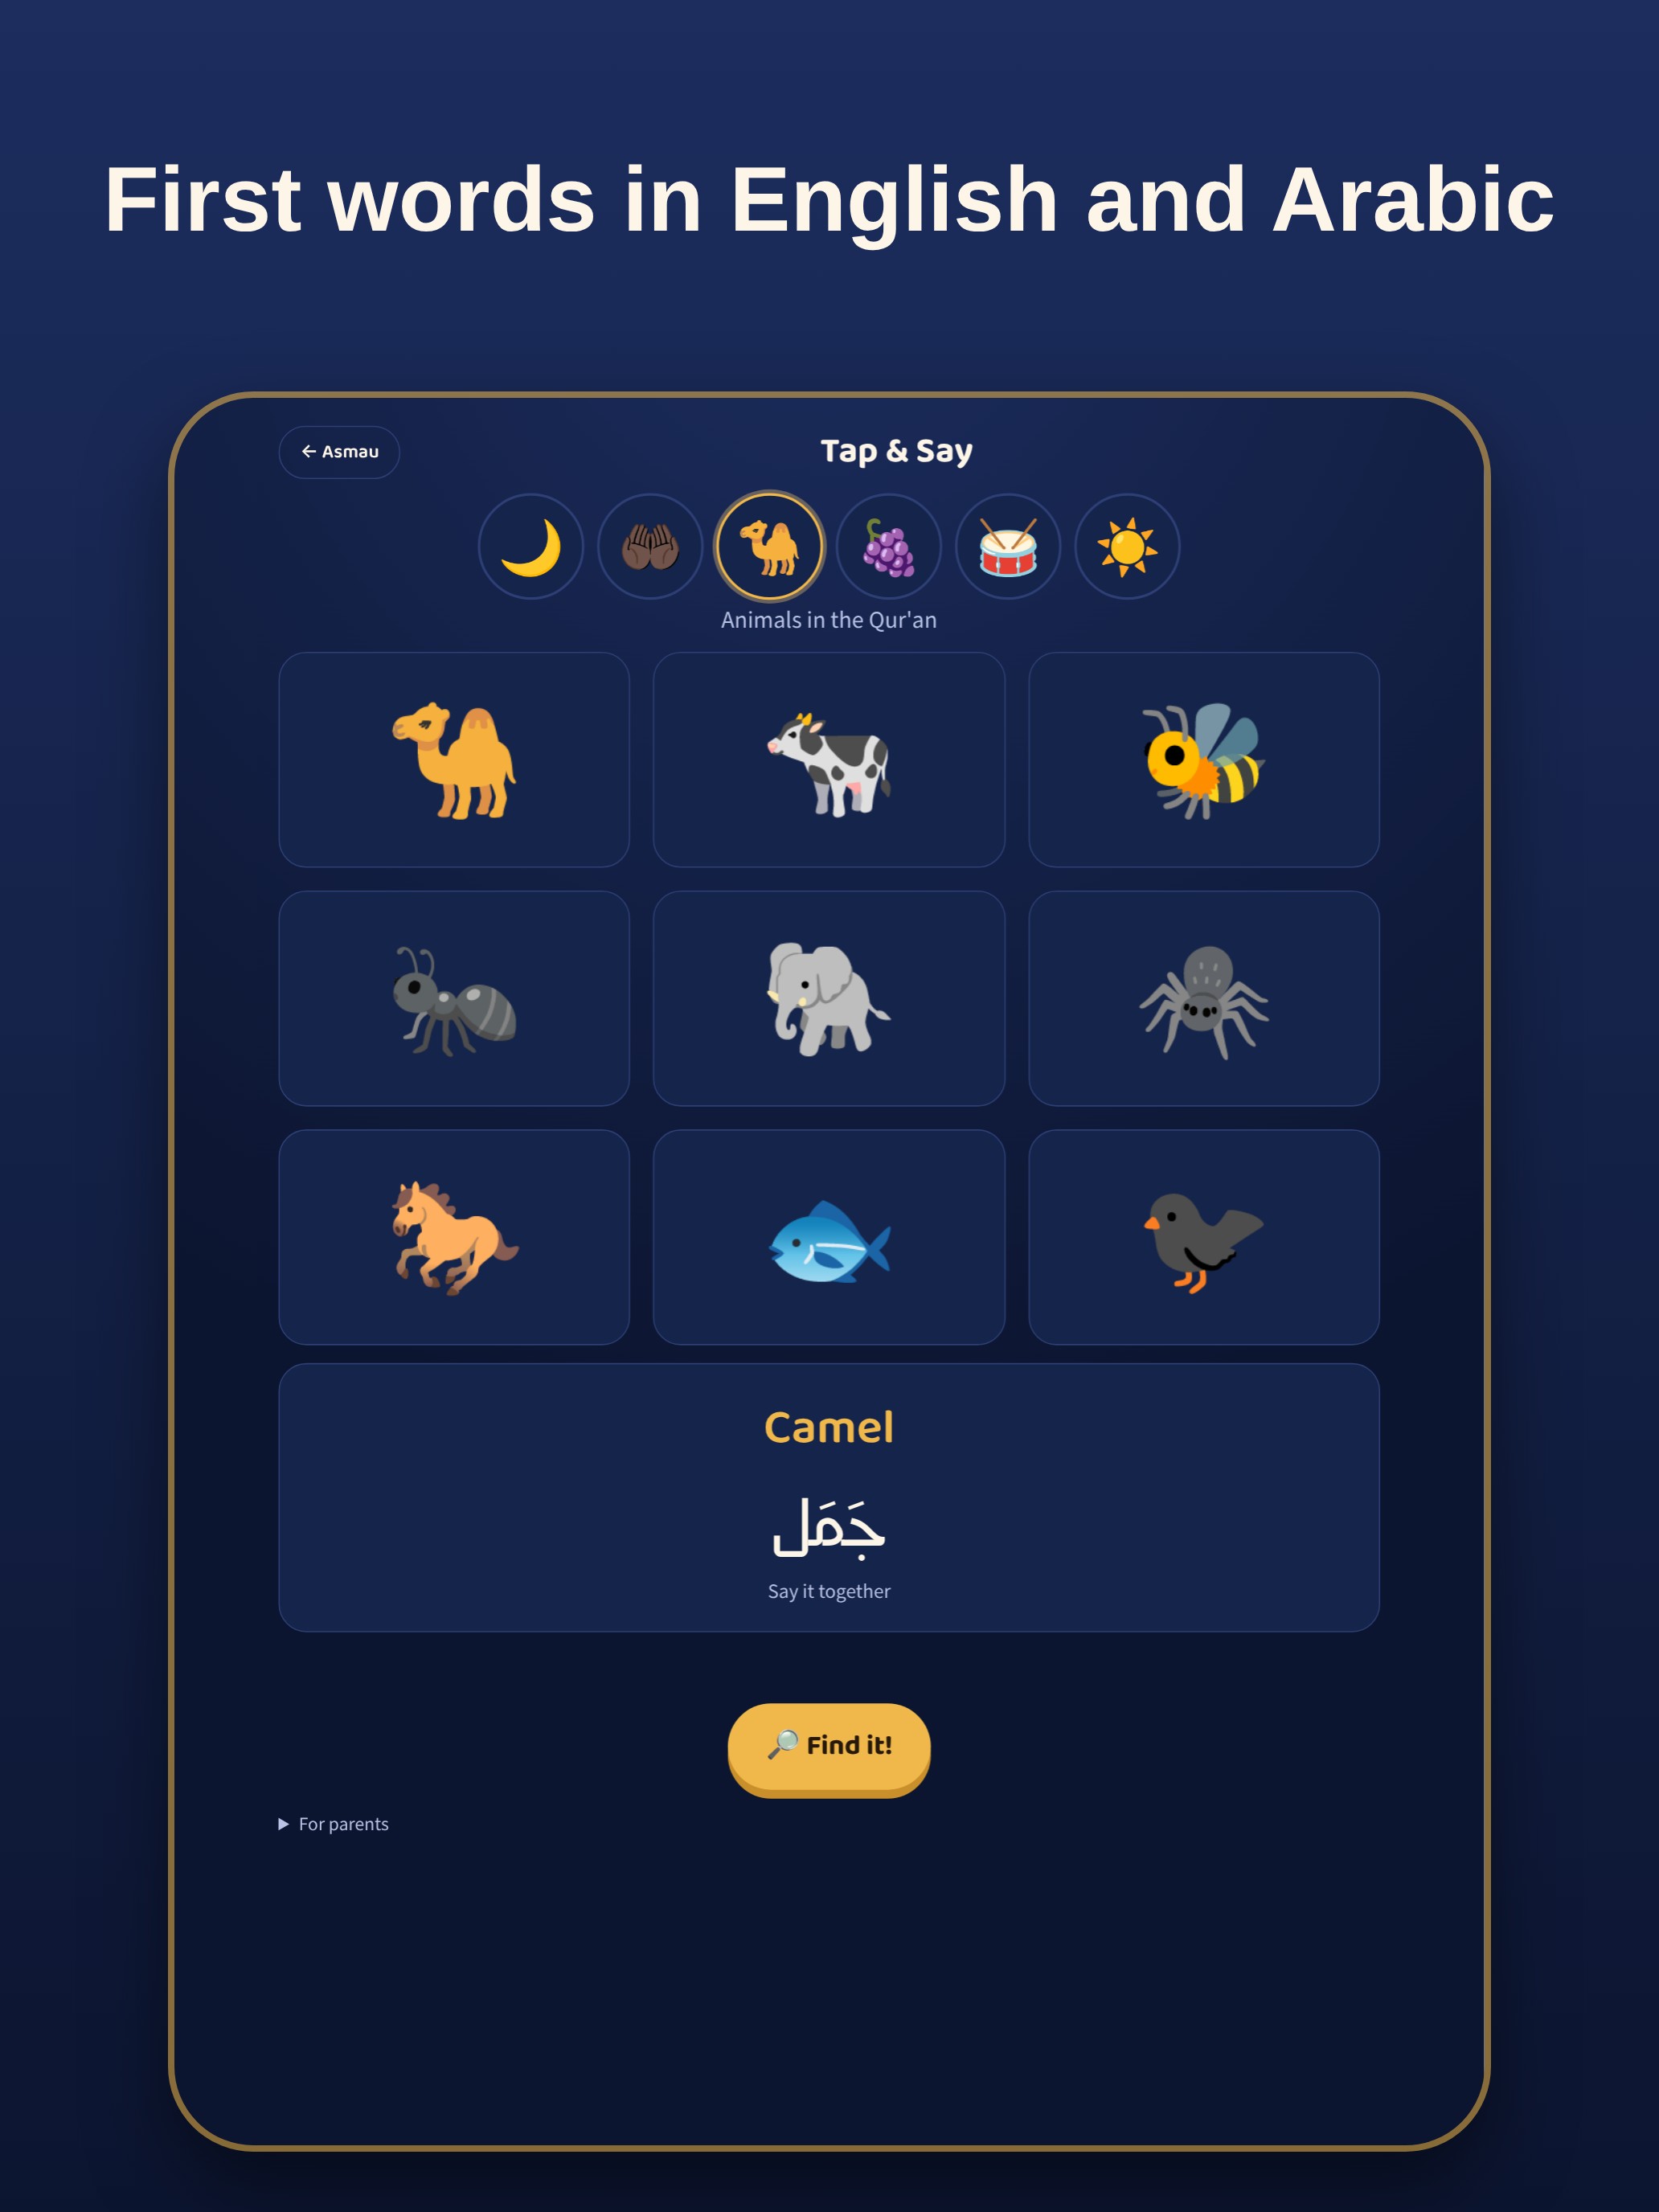 First words in English and Arabic
← Asmau
Tap & Say
Animals in the Qur'an
Camel
جَمَل
Say it together
Find it!
For parents